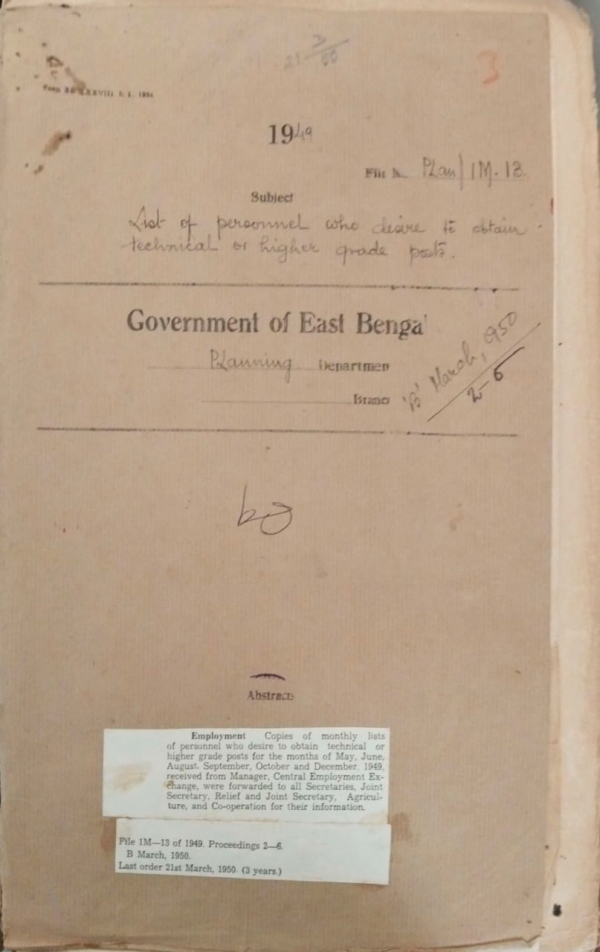 3
21 3/50
1949
File N. Plan/1M-13.
Subject
List of personnel who desire to obtain
technical or higher grade posts.
Government of East Benga
Planning Departmen
Branc
'B' March, 1950
2-6
Abstract
Employment Copies of monthly lists
of personnel who desire to obtain technical or
higher grade posts for the months of May, June,
August, September, October and December, 1949,
received from Manager, Central Employment Ex-
change, were forwarded to all Secretaries, Joint
Secretary, Relief and Joint Secretary, Agricul-
ture, and Co-operation for their information.
File 1M—13 of 1949. Proceedings 2—6.
B March, 1950.
Last order 21st March, 1950. (3 years.)